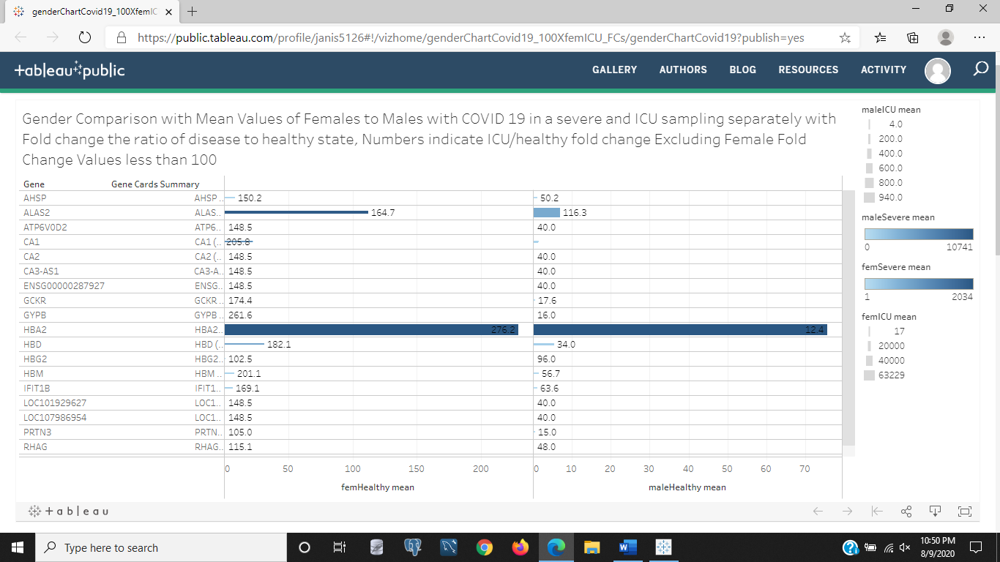 genderChartCovid19_100XfemIC
https://public.tableau.com/profile/janis5126#!/vizhome/genderChartCovid19_100XfemICU_FCs/genderChartCovid19?publish=yes
+ableau public GALLERY AUTHORS BLOG RESOURCES ACTIVITY
Gender Comparison with Mean Values of Females to Males with COVID 19 in a severe and ICU sampling separately with
Fold change the ratio of disease to healthy state, Numbers indicate ICU/healthy fold change Excluding Female Fold
Change Values less than 100
Gene Gene Cards Summary
AHSP AHSP .. 150.2 50.2
ALAS2 ALAS.. 164.7 116.3
ATP6V0D2 ATP6.. 148.5 40.0
CA1 CA1 (.. 205.8
CA2 CA2 (.. 148.5 40.0
CA3-AS1 CA3-A.. 148.5 40.0
ENSG00000287927 ENSG.. 148.5 40.0
GCKR GCKR .. 174.4 17.6
GYPB GYPB .. 261.6 16.0
HBA2 HBA2.. 276.2 12.4
HBD HBD (.. 182.1 34.0
HBG2 HBG2.. 102.5 96.0
HBM HBM .. 201.1 56.7
IFIT1B IFIT1.. 169.1 63.6
LOC101929627 LOC1.. 148.5 40.0
LOC107986954 LOC1.. 148.5 40.0
PRTN3 PRTN.. 105.0 15.0
RHAG RHAG.. 115.1 48.0
0 50 100 150 200 0 10 20 30 40 50 60 70
femHealthy mean maleHealthy mean
maleICU mean
4.0
200.0
400.0
600.0
800.0
940.0
maleSevere mean
0 10741
femSevere mean
1 2034
femICU mean
17
20000
40000
63229
+ a b l e a u
Type here to search
10:50 PM
8/9/2020